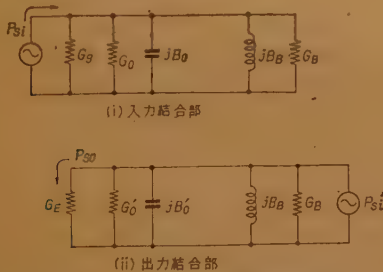 Psi
Gg
G0
jB0
jBB
GB
(i) 入力結合部
Pso
GE
G0′
jB0′
jBB
GB
Psi′
(ii) 出力結合部